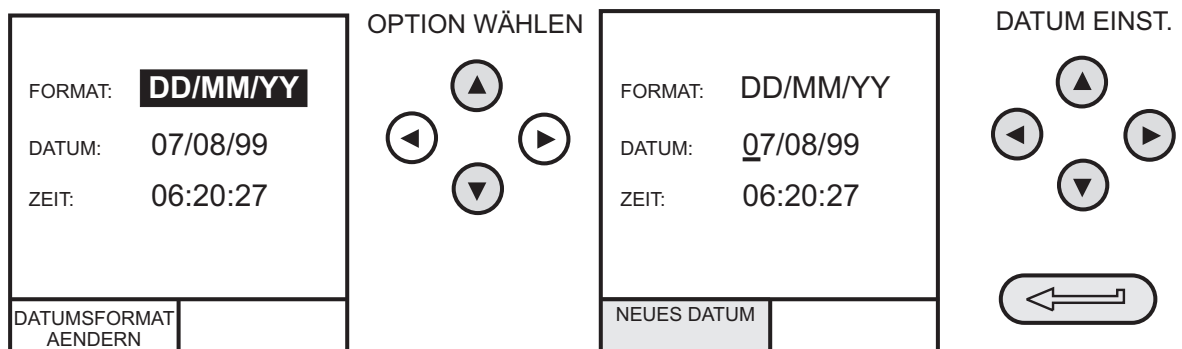 OPTION WÄHLEN
DATUM EINST.
FORMAT: DD/MM/YY
DATUM: 07/08/99
ZEIT: 06:20:27
DATUMSFORMAT
AENDERN
FORMAT: DD/MM/YY
DATUM: 07/08/99
ZEIT: 06:20:27
NEUES DATUM